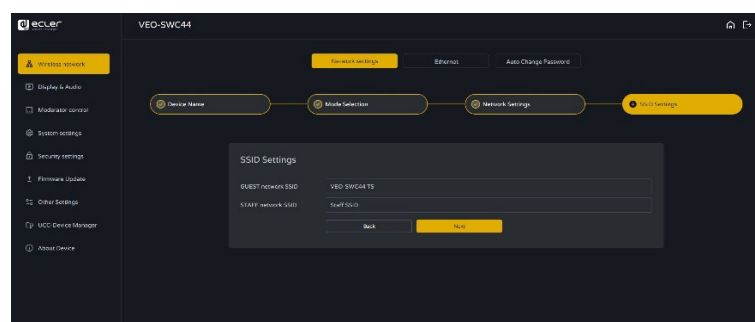 ecler
VEO-SWC44
Wireless network
Network settings
Ethernet
Auto Change Password
Display & Audio
Moderator control
Device Name
Mode Selection
Network Settings
SSID Settings
System settings
Security settings
Firmware Update
Other Settings
UCC-Device Manager
About Device
SSID Settings
GUEST network SSID
VEO-SWC44 TS
STAFF network SSID
Staff SSID
Back
Next